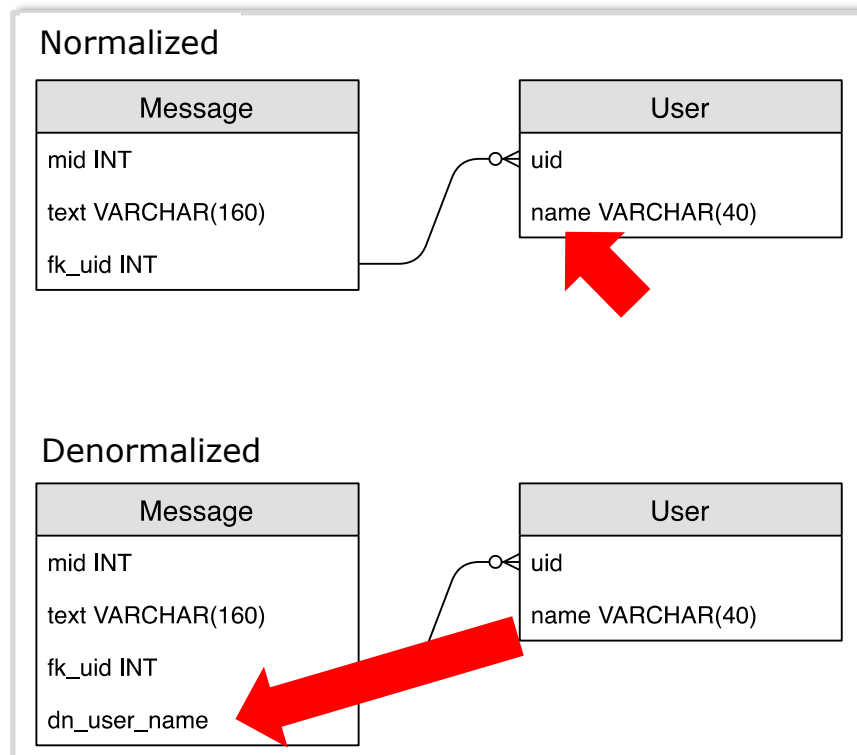 Normalized
Message
mid INT
text VARCHAR(160)
fk_uid INT
User
uid
name VARCHAR(40)
Denormalized
Message
mid INT
text VARCHAR(160)
fk_uid INT
dn_user_name
User
uid
name VARCHAR(40)